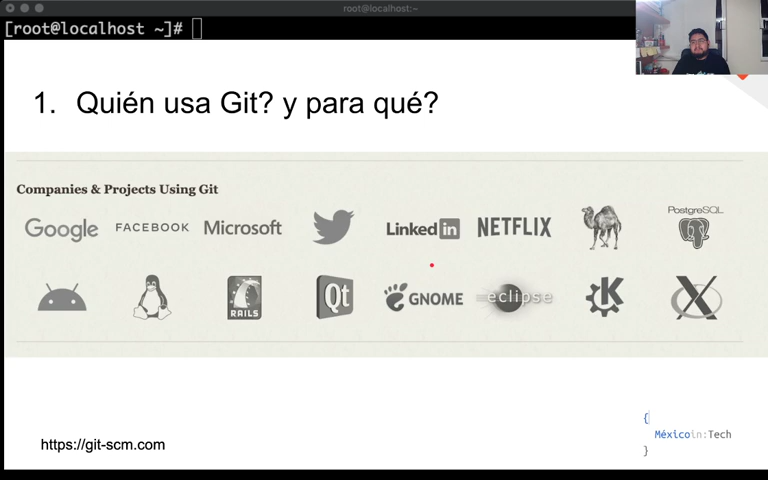 root@localhost:~
[root@localhost ~]#
1. Quién usa Git? y para qué?
Companies & Projects Using Git
Google FACEBOOK Microsoft LinkedIn NETFLIX PostgreSQL
RAILS Qt GNOME eclipse K X
https://git-scm.com
{
Méxicoin:Tech
}